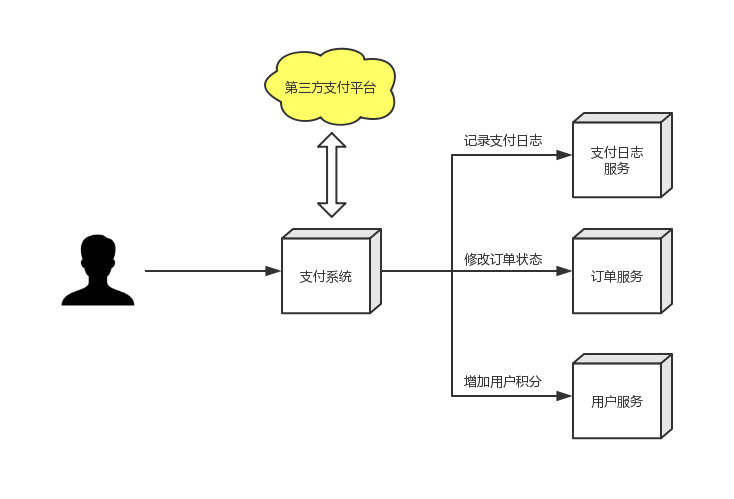 第三方支付平台
记录支付日志
支付日志
服务
支付系统
修改订单状态
订单服务
增加用户积分
用户服务